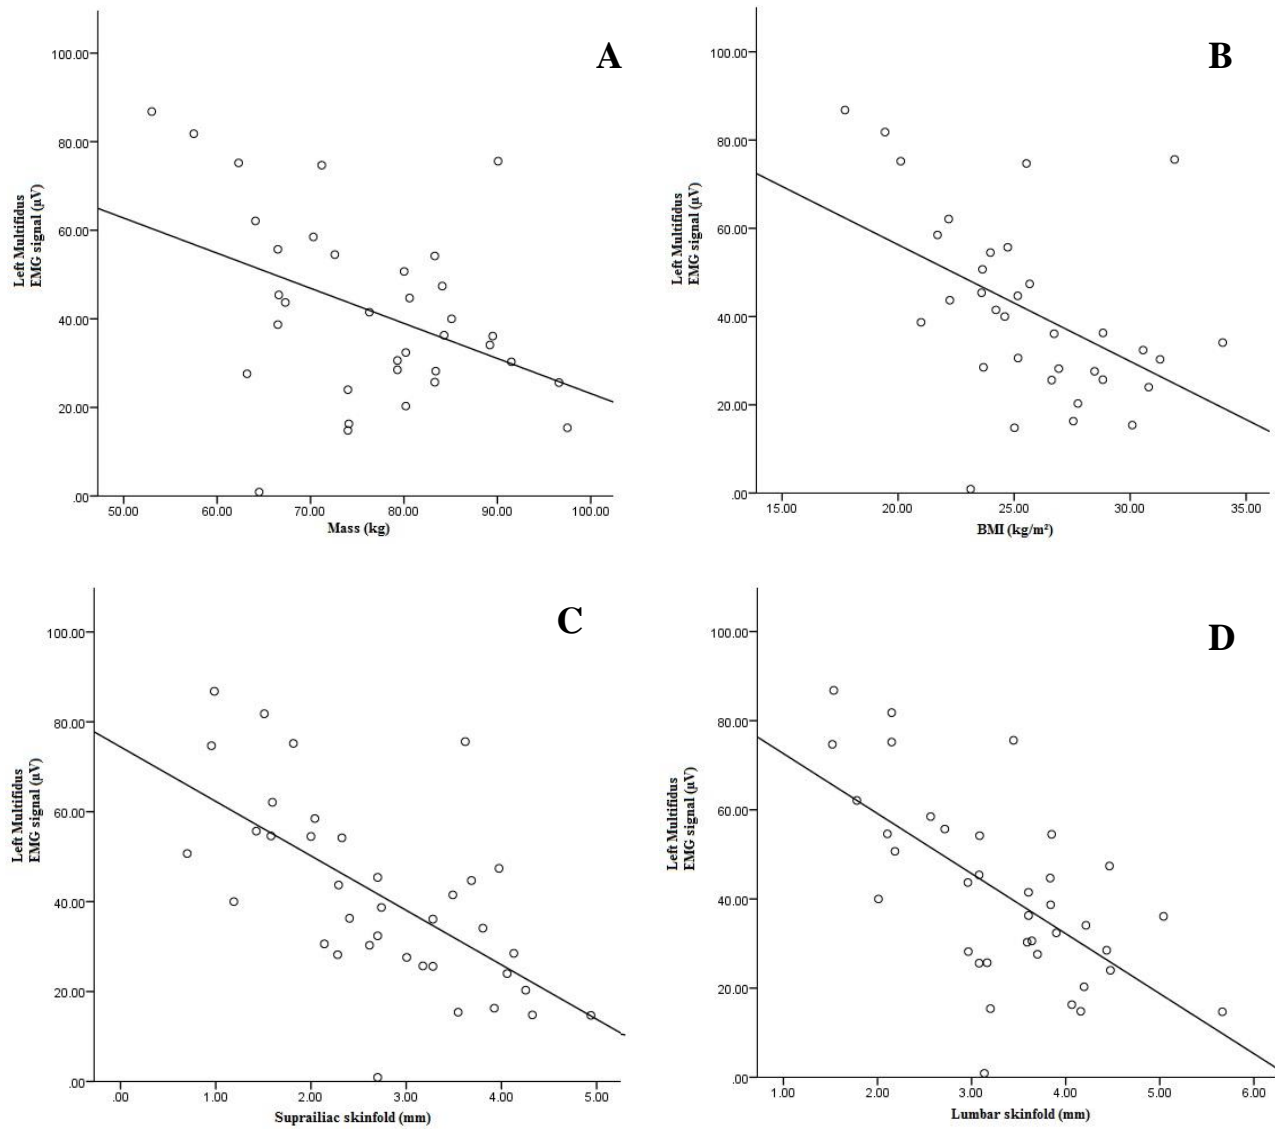 A
100.00
80.00
60.00
40.00
20.00
.00
Left Multifidus
EMG signal (µV)
50.00 60.00 70.00 80.00 90.00 100.00
Mass (kg)
B
100.00
80.00
60.00
40.00
20.00
.00
Left Multifidus
EMG signal (µV)
15.00 20.00 25.00 30.00 35.00
BMI (kg/m²)
C
100.00
80.00
60.00
40.00
20.00
.00
Left Multifidus
EMG signal (µV)
.00 1.00 2.00 3.00 4.00 5.00
Suprailiac skinfold (mm)
D
100.00
80.00
60.00
40.00
20.00
.00
Left Multifidus
EMG signal (µV)
1.00 2.00 3.00 4.00 5.00 6.00
Lumbar skinfold (mm)